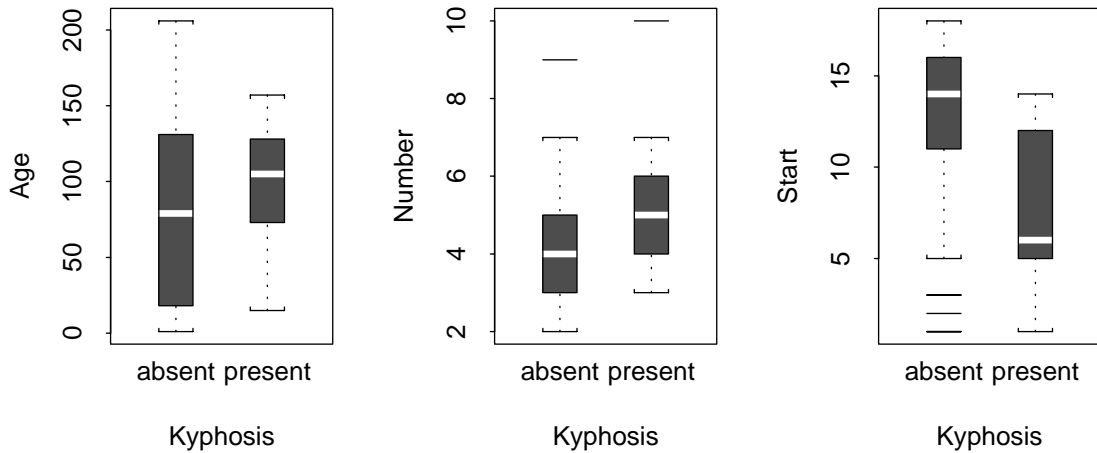 Age
200
150
100
50
0
absent present
Kyphosis
Number
10
8
6
4
2
absent present
Kyphosis
Start
15
10
5
absent present
Kyphosis